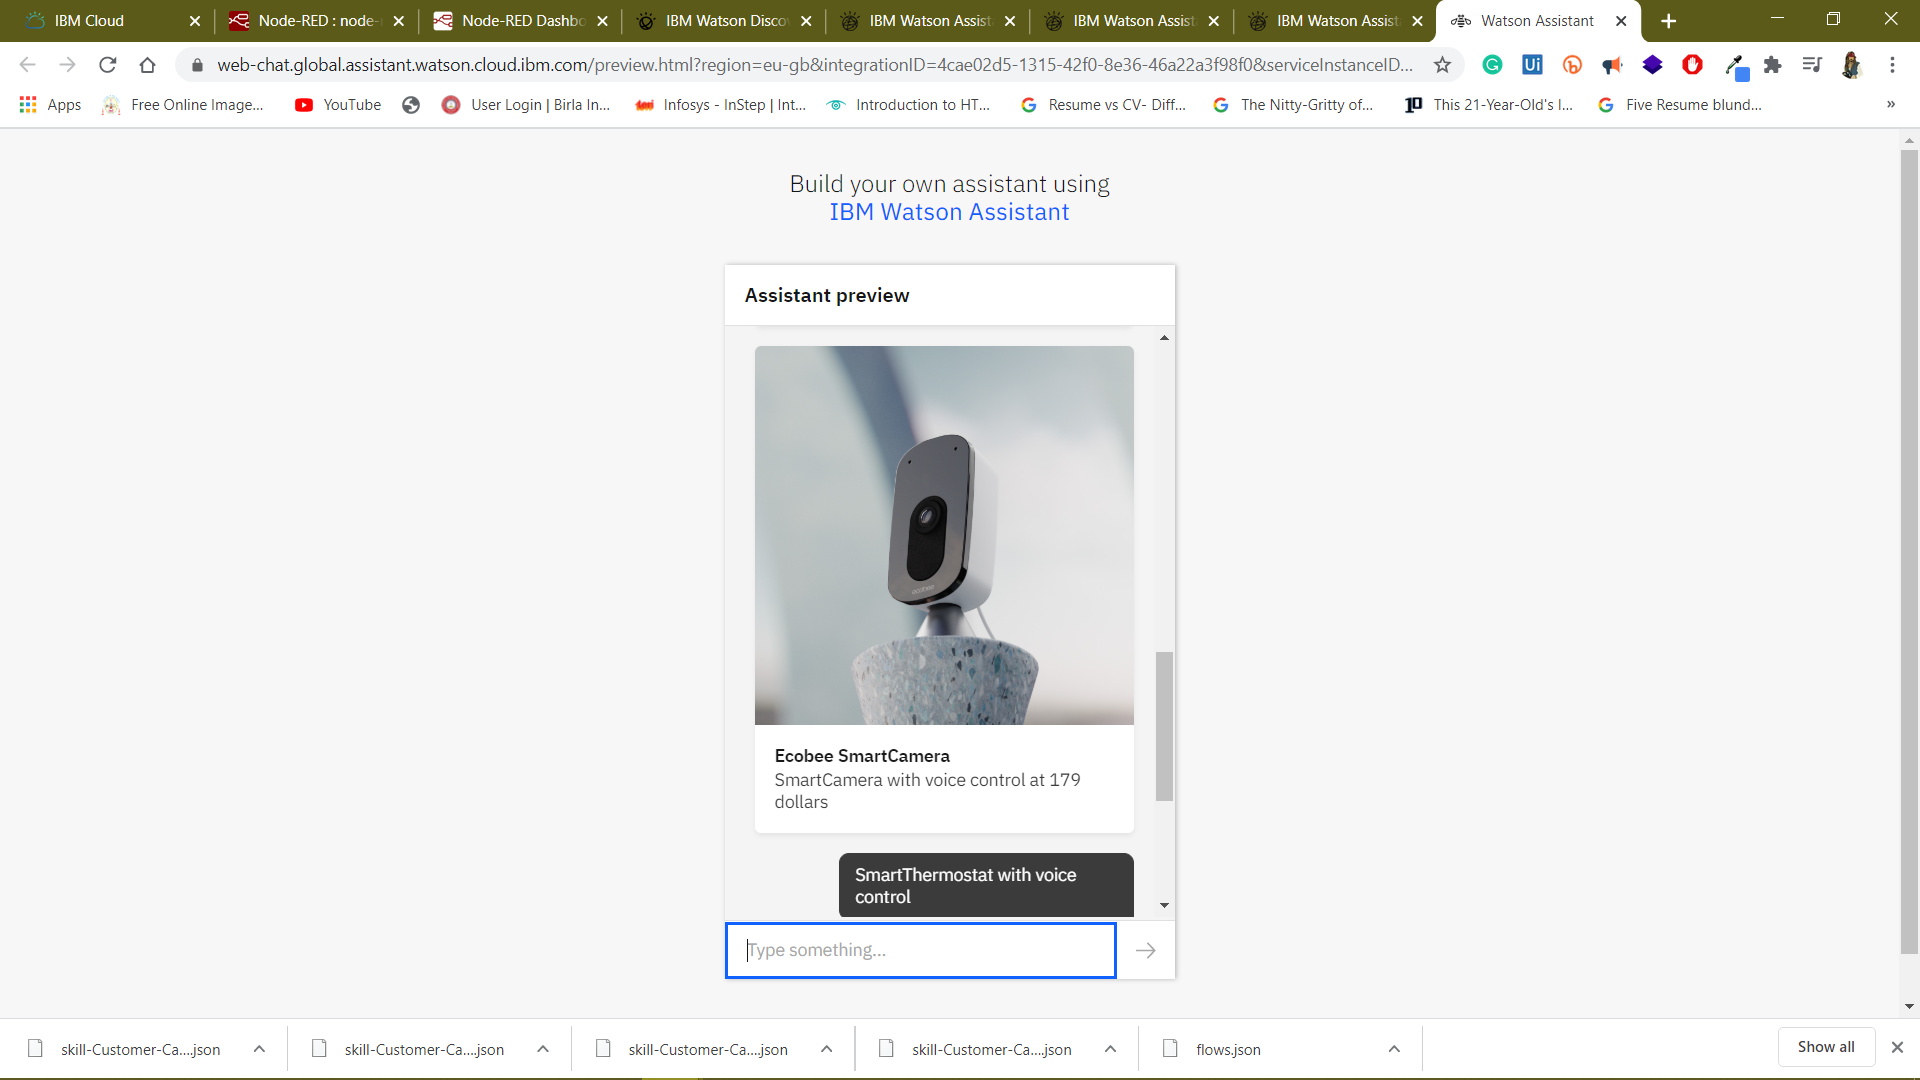 IBM Cloud
Node-RED : node-
Node-RED Dashbo
IBM Watson Disco
IBM Watson Assist
IBM Watson Assist
IBM Watson Assist
Watson Assistant
web-chat.global.assistant.watson.cloud.ibm.com/preview.html?region=eu-gb&integrationID=4cae02d5-1315-42f0-8e36-46a22a3f98f0&serviceInstanceID...
Apps
Free Online Image...
YouTube
User Login | Birla In...
Infosys - InStep | Int...
Introduction to HT...
Resume vs CV- Diff...
The Nitty-Gritty of...
This 21-Year-Old's I...
Five Resume blund...
Build your own assistant using
IBM Watson Assistant
Assistant preview
ecobee
Ecobee SmartCamera
SmartCamera with voice control at 179
dollars
SmartThermostat with voice
control
Type something...
skill-Customer-Ca....json
skill-Customer-Ca....json
skill-Customer-Ca....json
skill-Customer-Ca....json
flows.json
Show all